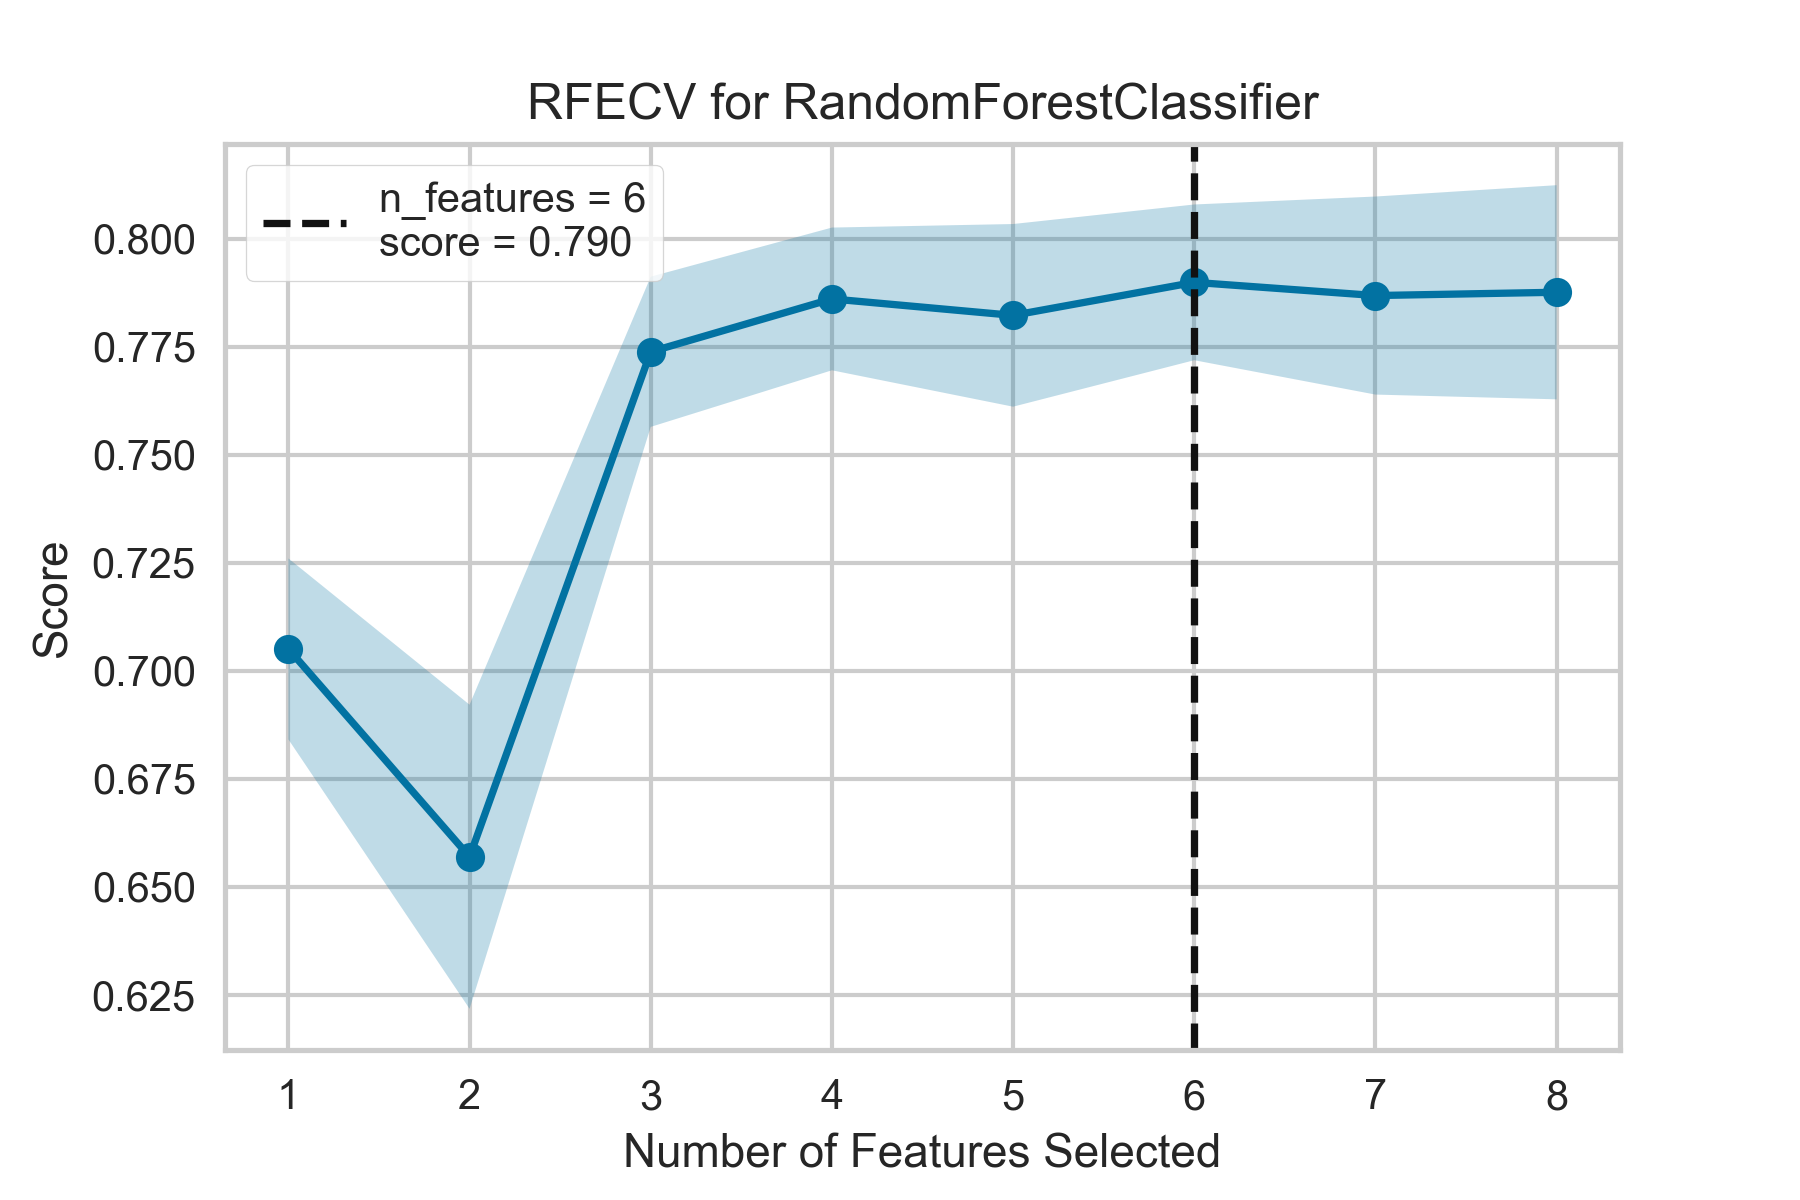 RFECV for RandomForestClassifier
n_features = 6
score = 0.790
0.800
0.775
0.750
0.725
0.700
0.675
0.650
0.625
Score
1 2 3 4 5 6 7 8
Number of Features Selected